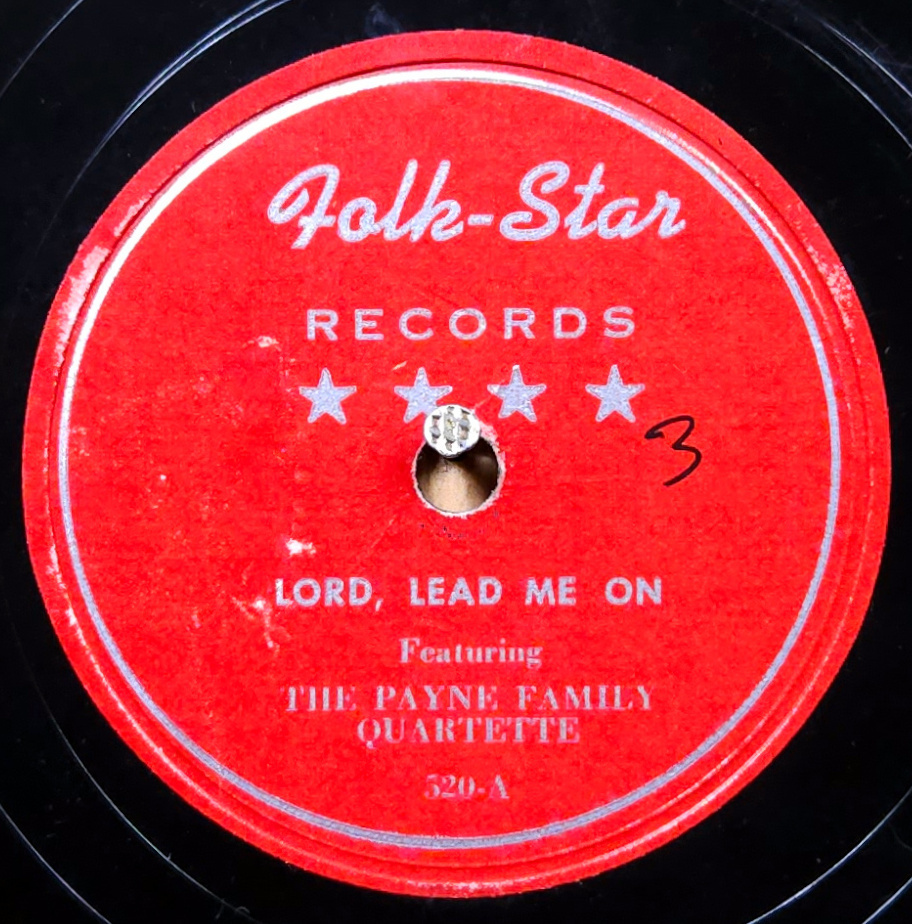 Folk-Star
RECORDS
3
LORD, LEAD ME ON
Featuring
THE PAYNE FAMILY
QUARTETTE
520-A